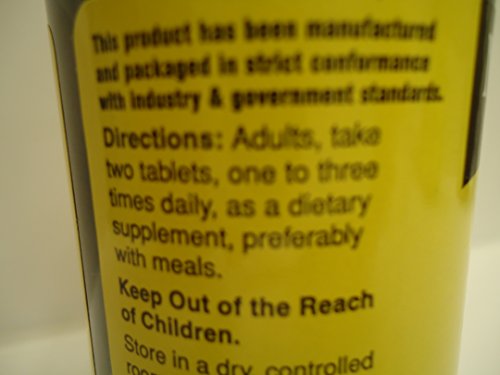 This product has been manufactured
and packaged in strict conformance
with industry & government standards.
Directions: Adults, take
two tablets, one to three
times daily, as a dietary
supplement, preferably
with meals.
Keep Out of the Reach
of Children.
Store in a dry, controlled